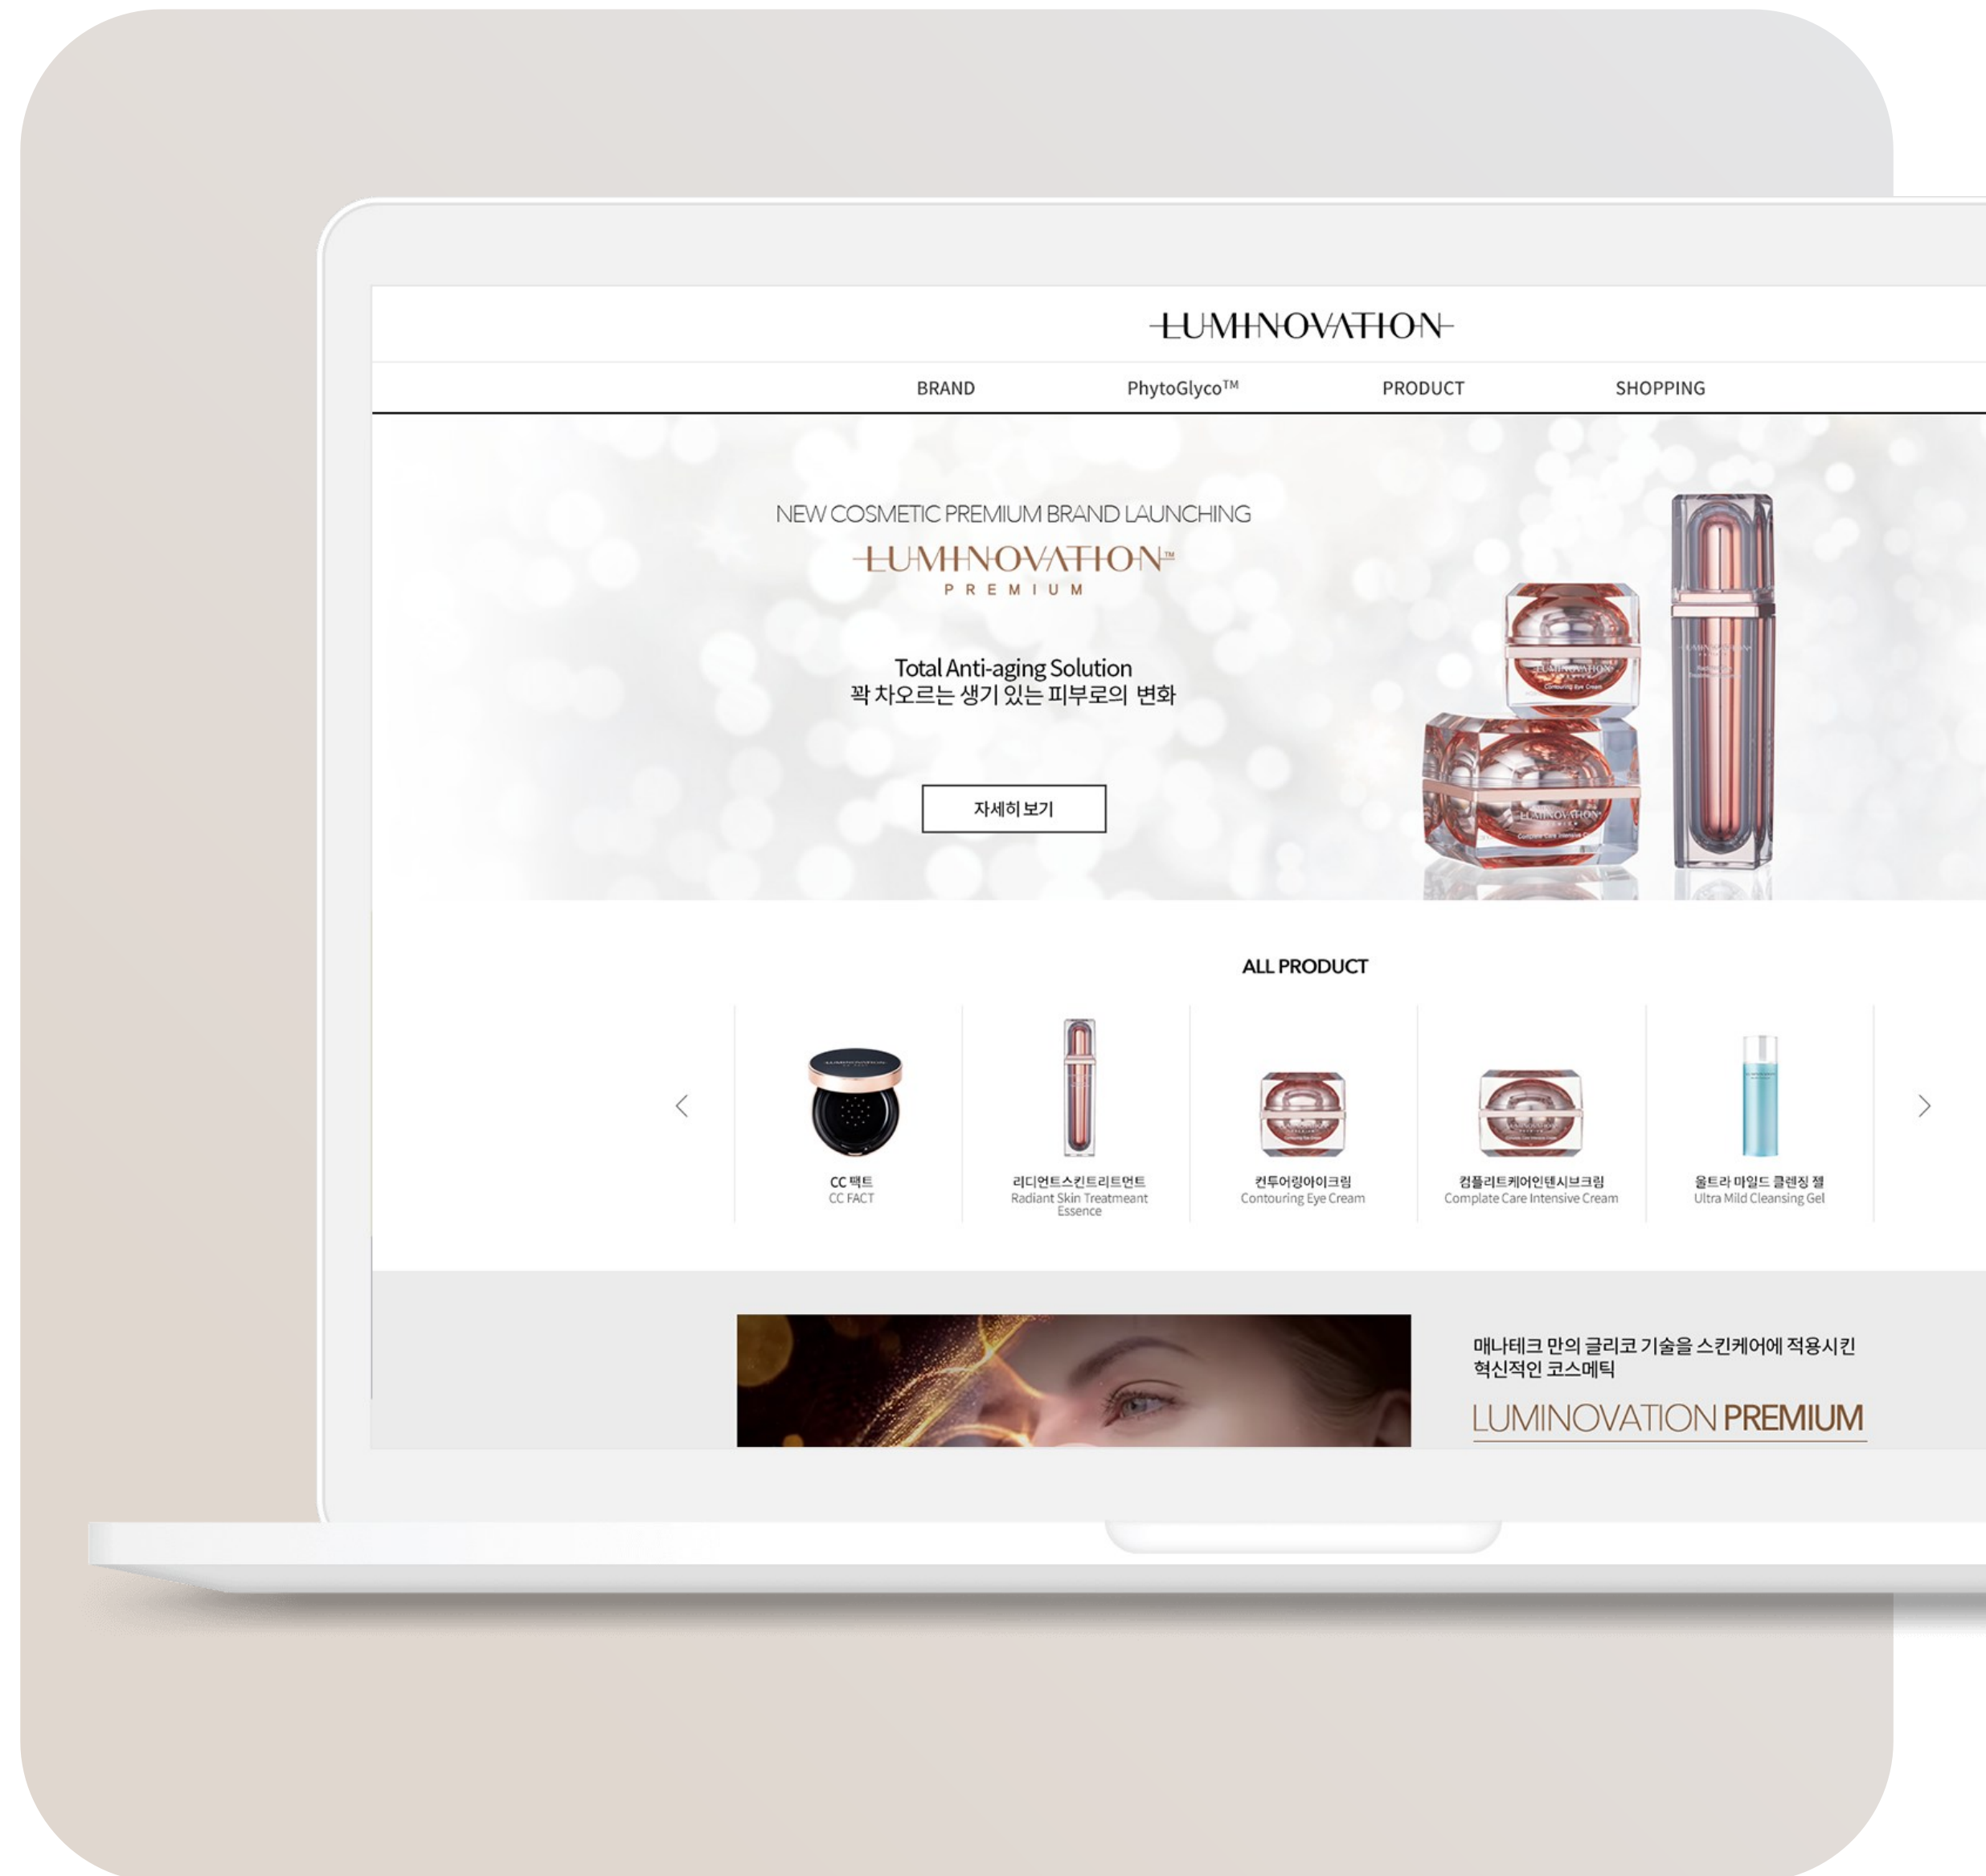 LUMINOVATION
BRAND PhytoGlyco™ PRODUCT SHOPPING
NEW COSMETIC PREMIUM BRAND LAUNCHING
LUMINOVATION™
PREMIUM
Total Anti-aging Solution
꽉 차오르는 생기 있는 피부로의 변화
자세히 보기
LUMINOVATION
Contouring Eye Cream
LUMINOVATION
ALL PRODUCT
CC 팩트
CC FACT
리디언트스킨트리트먼트
Radiant Skin Treatmeant
Essence
컨투어링아이크림
Contouring Eye Cream
컴플리트케어인텐시브크림
Complate Care Intensive Cream
울트라 마일드 클렌징 젤
Ultra Mild Cleansing Gel
매나테크 만의 글리코 기술을 스킨케어에 적용시킨
혁신적인 코스메틱
LUMINOVATION PREMIUM